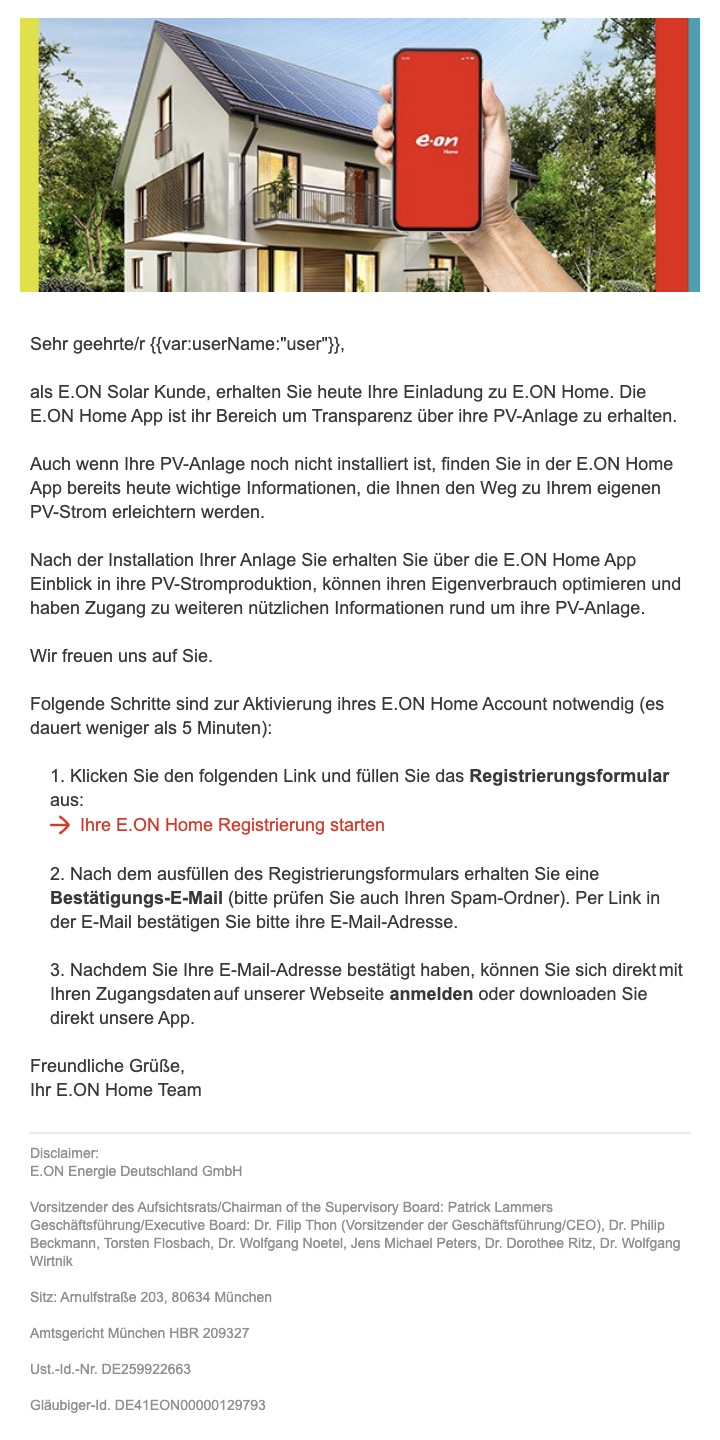 e·on
Home
Sehr geehrte/r {{var:userName:"user"}},
als E.ON Solar Kunde, erhalten Sie heute Ihre Einladung zu E.ON Home. Die
E.ON Home App ist ihr Bereich um Transparenz über ihre PV-Anlage zu erhalten.
Auch wenn Ihre PV-Anlage noch nicht installiert ist, finden Sie in der E.ON Home
App bereits heute wichtige Informationen, die Ihnen den Weg zu Ihrem eigenen
PV-Strom erleichtern werden.
Nach der Installation Ihrer Anlage Sie erhalten Sie über die E.ON Home App
Einblick in ihre PV-Stromproduktion, können ihren Eigenverbrauch optimieren und
haben Zugang zu weiteren nützlichen Informationen rund um ihre PV-Anlage.
Wir freuen uns auf Sie.
Folgende Schritte sind zur Aktivierung ihres E.ON Home Account notwendig (es
dauert weniger als 5 Minuten):
1. Klicken Sie den folgenden Link und füllen Sie das Registrierungsformular
aus:
→ Ihre E.ON Home Registrierung starten
2. Nach dem ausfüllen des Registrierungsformulars erhalten Sie eine
Bestätigungs-E-Mail (bitte prüfen Sie auch Ihren Spam-Ordner). Per Link in
der E-Mail bestätigen Sie bitte ihre E-Mail-Adresse.
3. Nachdem Sie Ihre E-Mail-Adresse bestätigt haben, können Sie sich direkt mit
Ihren Zugangsdaten auf unserer Webseite anmelden oder downloaden Sie
direkt unsere App.
Freundliche Grüße,
Ihr E.ON Home Team
Disclaimer:
E.ON Energie Deutschland GmbH
Vorsitzender des Aufsichtsrats/Chairman of the Supervisory Board: Patrick Lammers
Geschäftsführung/Executive Board: Dr. Filip Thon (Vorsitzender der Geschäftsführung/CEO), Dr. Philip
Beckmann, Torsten Flosbach, Dr. Wolfgang Noetel, Jens Michael Peters, Dr. Dorothee Ritz, Dr. Wolfgang
Wirtnik
Sitz: Arnulfstraße 203, 80634 München
Amtsgericht München HBR 209327
Ust.-Id.-Nr. DE259922663
Gläubiger-Id. DE41EON00000129793